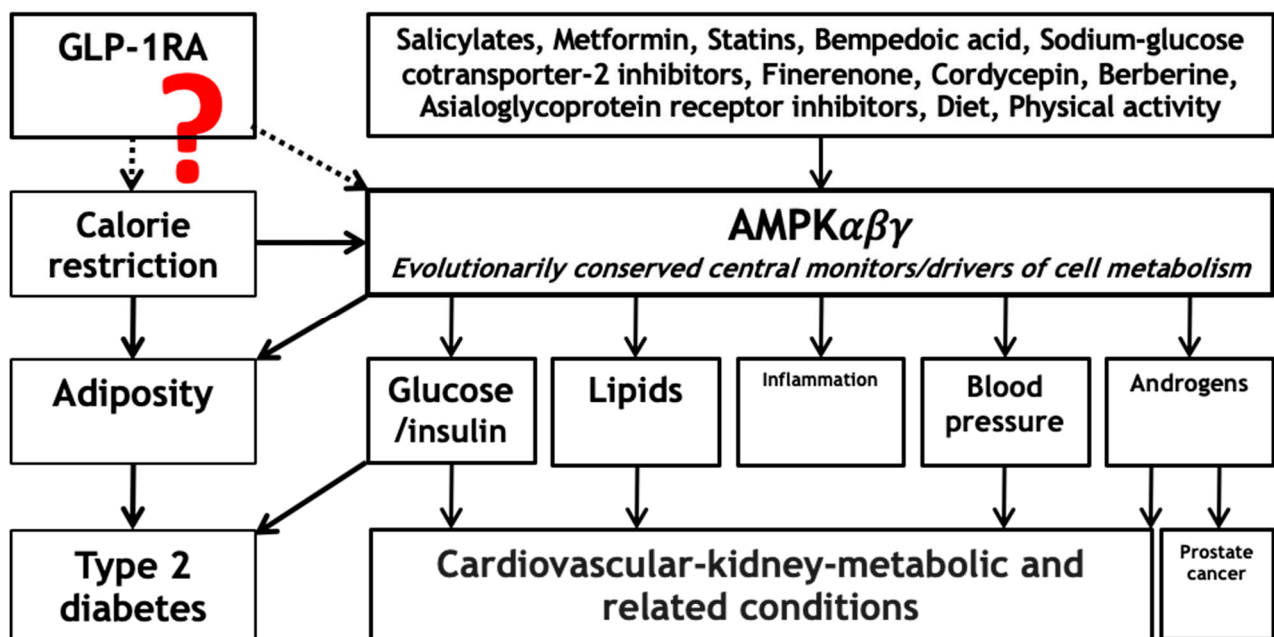 GLP-1RA
?
Salicylates, Metformin, Statins, Bempedoic acid, Sodium-glucose
cotransporter-2 inhibitors, Finerenone, Cordycepin, Berberine,
Asialoglycoprotein receptor inhibitors, Diet, Physical activity
Calorie
restriction
AMPKαβγ
Evolutionarily conserved central monitors/drivers of cell metabolism
Adiposity
Glucose
/insulin
Lipids
Inflammation
Blood
pressure
Androgens
Type 2
diabetes
Cardiovascular-kidney-metabolic and
related conditions
Prostate
cancer